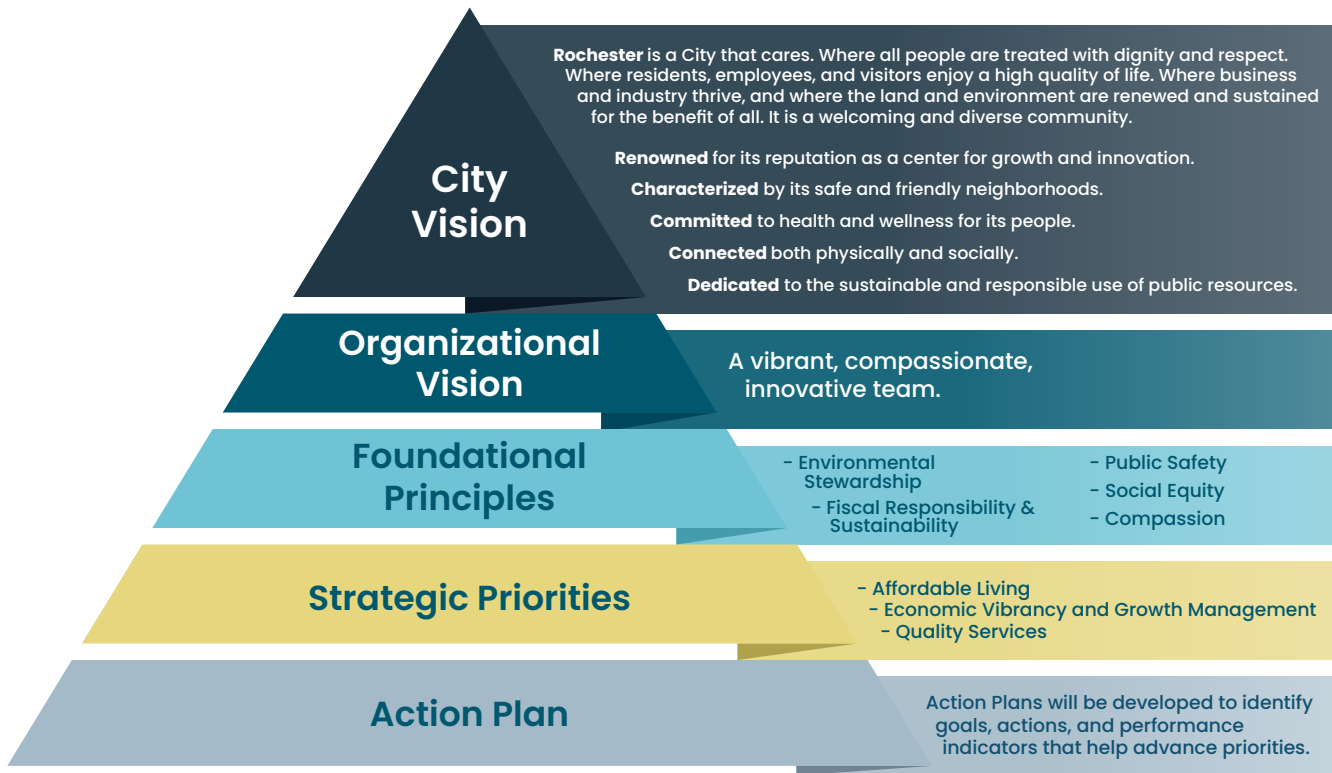 City
Vision
Rochester is a City that cares. Where all people are treated with dignity and respect.
Where residents, employees, and visitors enjoy a high quality of life. Where business
and industry thrive, and where the land and environment are renewed and sustained
for the benefit of all. It is a welcoming and diverse community.
Renowned for its reputation as a center for growth and innovation.
Characterized by its safe and friendly neighborhoods.
Committed to health and wellness for its people.
Connected both physically and socially.
Dedicated to the sustainable and responsible use of public resources.
Organizational
Vision
A vibrant, compassionate,
innovative team.
Foundational
Principles
- Environmental
Stewardship
- Fiscal Responsibility &
Sustainability
- Public Safety
- Social Equity
- Compassion
Strategic Priorities
- Affordable Living
- Economic Vibrancy and Growth Management
- Quality Services
Action Plan
Action Plans will be developed to identify
goals, actions, and performance
indicators that help advance priorities.